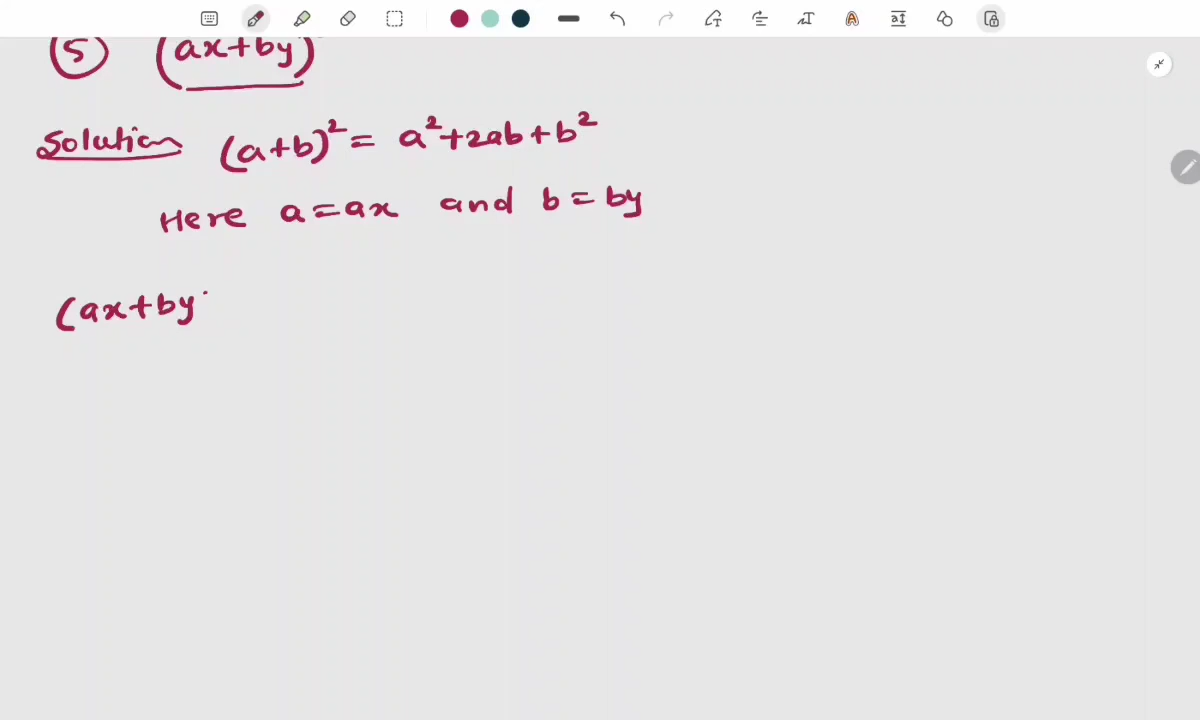 5 (ax+by)
Solution (a+b)² = a²+2ab+b²
Here a=ax and b=by
(ax+by